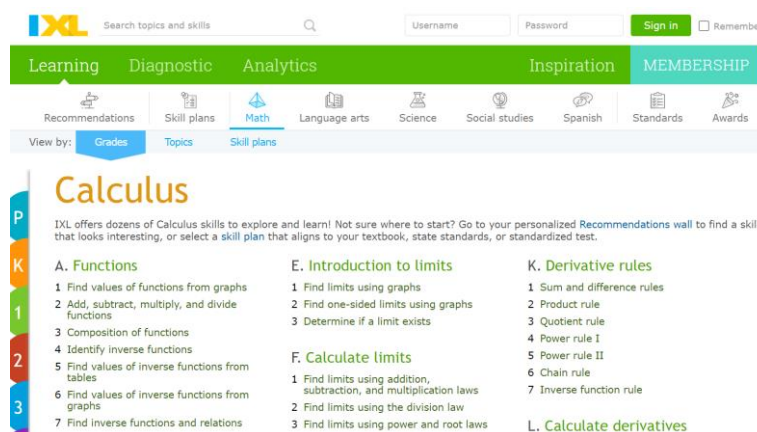 IXL
Search topics and skills
Username
Password
Sign in
Remembe
Learning
Diagnostic
Analytics
Inspiration
MEMBERSHIP
Recommendations
Skill plans
Math
Language arts
Science
Social studies
Spanish
Standards
Awards
View by:
Grades
Topics
Skill plans
P
K
1
2
3
Calculus
IXL offers dozens of Calculus skills to explore and learn! Not sure where to start? Go to your personalized Recommendations wall to find a skil
that looks interesting, or select a skill plan that aligns to your textbook, state standards, or standardized test.
A. Functions
1 Find values of functions from graphs
2 Add, subtract, multiply, and divide
functions
3 Composition of functions
4 Identify inverse functions
5 Find values of inverse functions from
tables
6 Find values of inverse functions from
graphs
7 Find inverse functions and relations
E. Introduction to limits
1 Find limits using graphs
2 Find one-sided limits using graphs
3 Determine if a limit exists
F. Calculate limits
1 Find limits using addition,
subtraction, and multiplication laws
2 Find limits using the division law
3 Find limits using power and root laws
K. Derivative rules
1 Sum and difference rules
2 Product rule
3 Quotient rule
4 Power rule I
5 Power rule II
6 Chain rule
7 Inverse function rule
L. Calculate derivatives